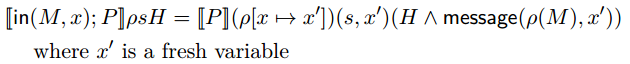 ⟦in(M, x); P⟧ρsH = ⟦P⟧(ρ[x ↦ x′])(s, x′)(H ∧ message(ρ(M), x′))
where x′ is a fresh variable